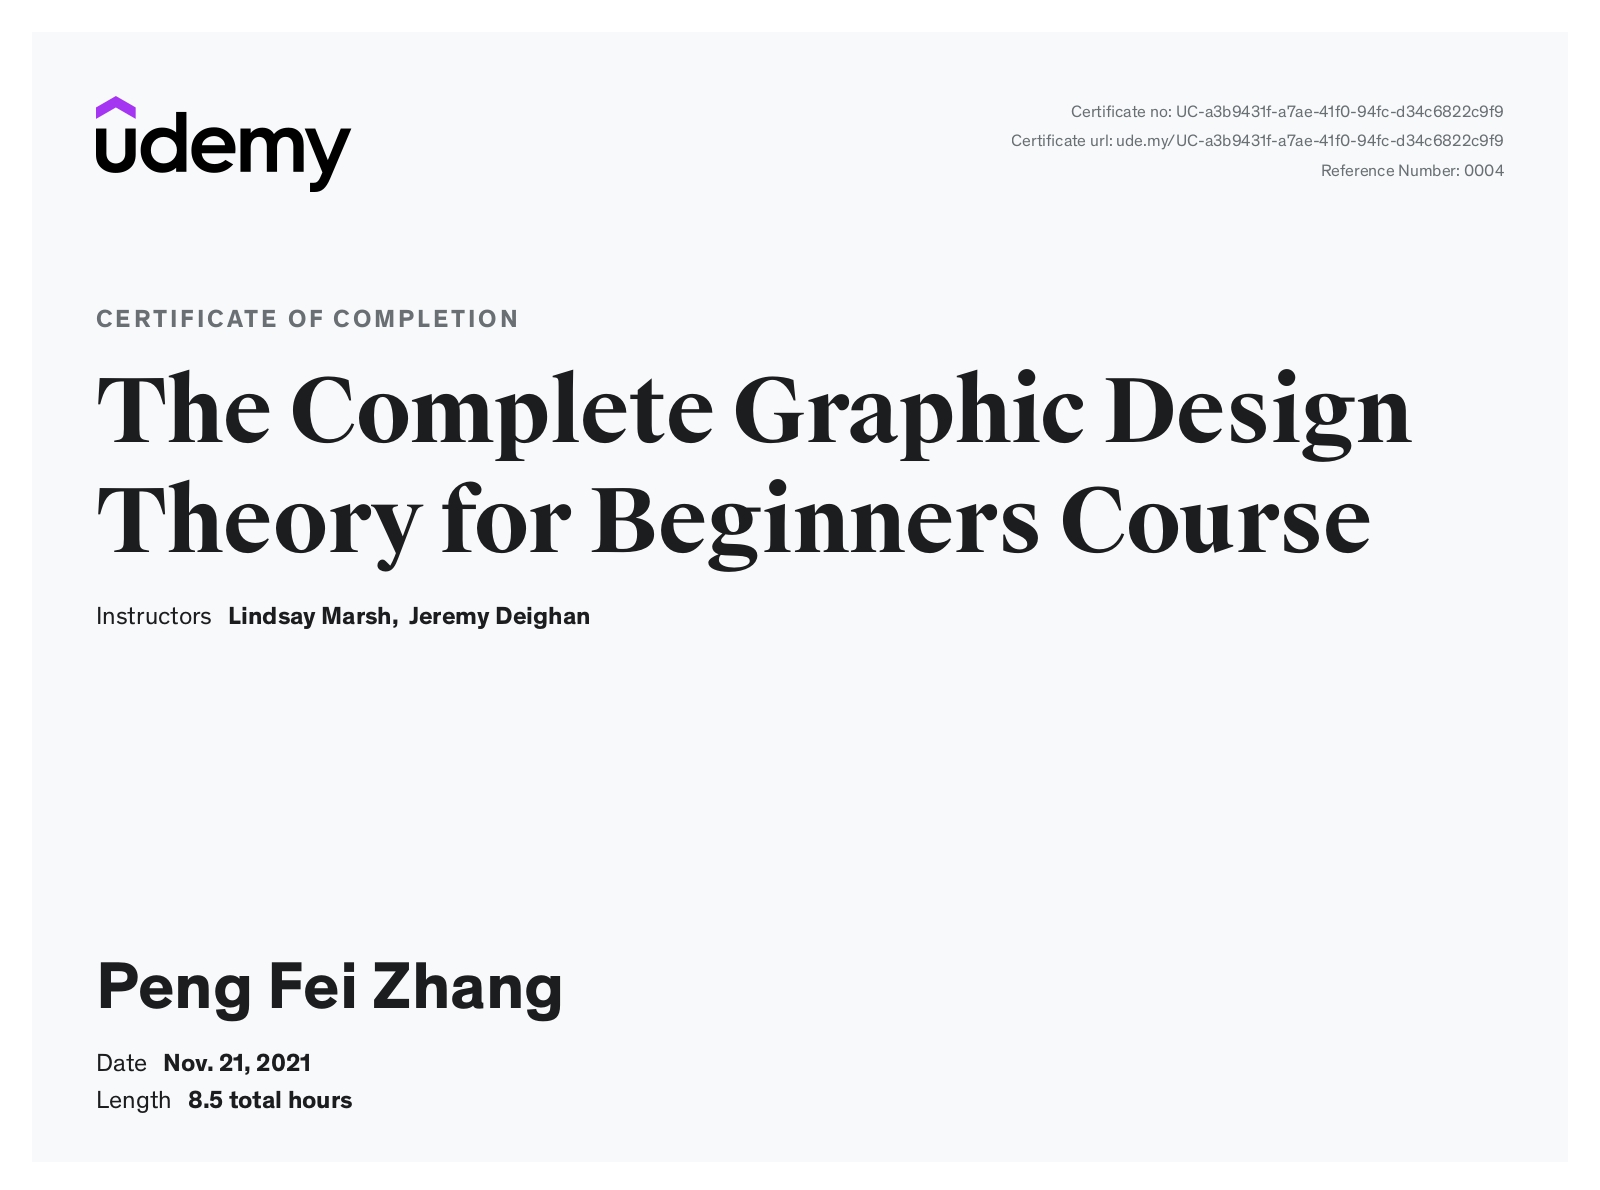 udemy
Certificate no: UC-a3b9431f-a7ae-41f0-94fc-d34c6822c9f9
Certificate url: ude.my/UC-a3b9431f-a7ae-41f0-94fc-d34c6822c9f9
Reference Number: 0004
CERTIFICATE OF COMPLETION
The Complete Graphic Design
Theory for Beginners Course
Instructors Lindsay Marsh, Jeremy Deighan
Peng Fei Zhang
Date Nov. 21, 2021
Length 8.5 total hours